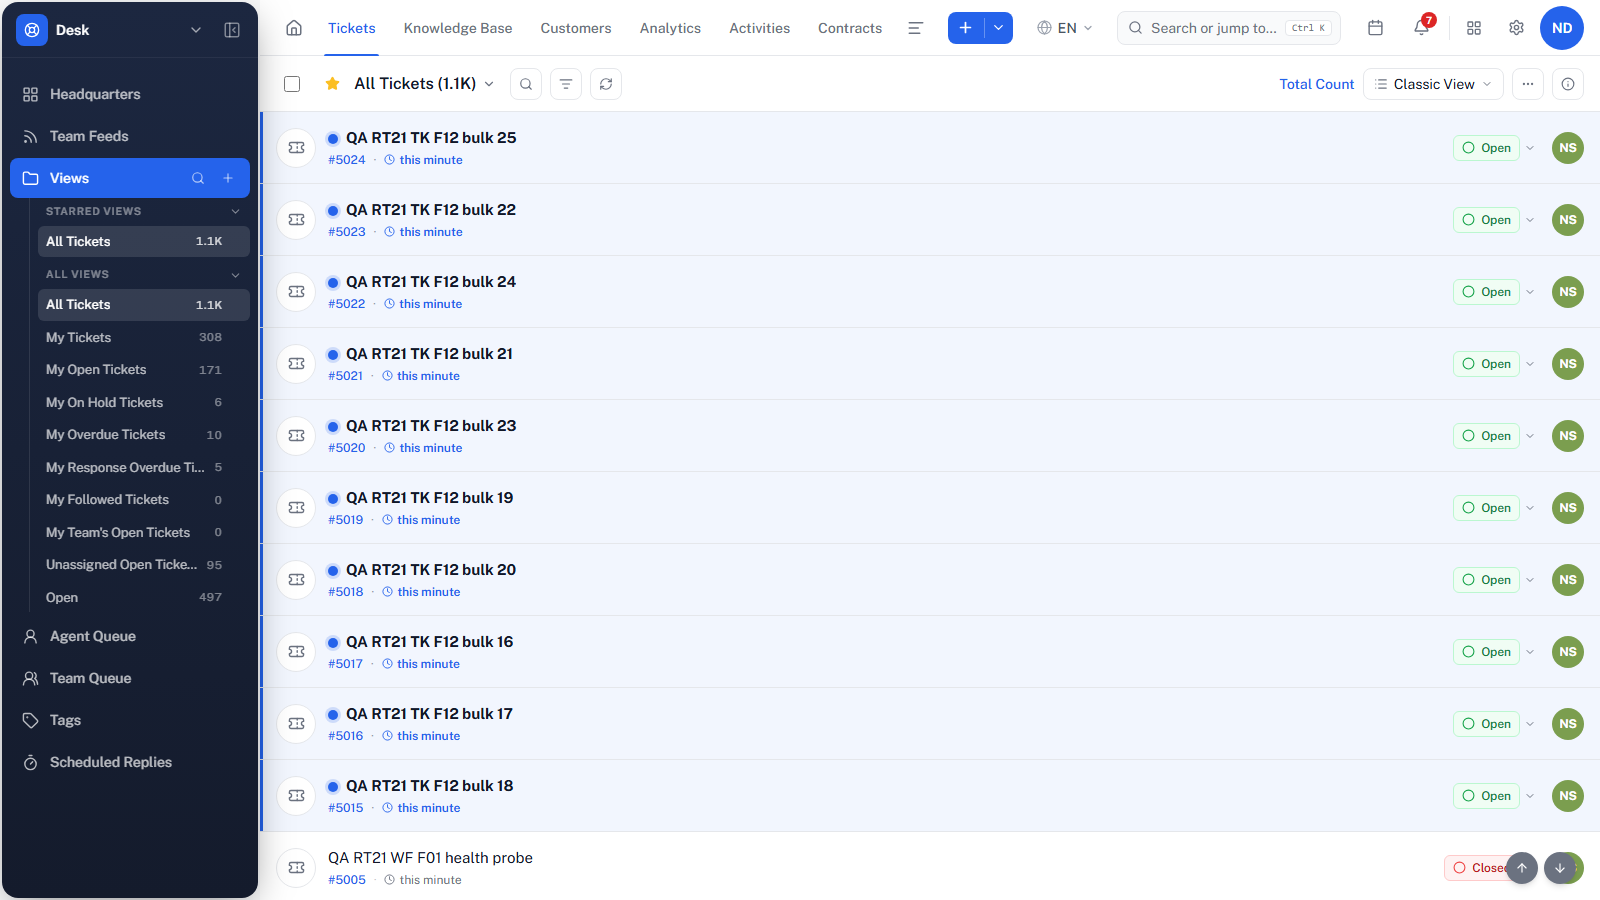 Desk
Headquarters
Team Feeds
Views
STARRED VIEWS
All Tickets 1.1K
ALL VIEWS
All Tickets 1.1K
My Tickets 308
My Open Tickets 171
My On Hold Tickets 6
My Overdue Tickets 10
My Response Overdue Ti... 5
My Followed Tickets 0
My Team's Open Tickets 0
Unassigned Open Ticke... 95
Open 497
Agent Queue
Team Queue
Tags
Scheduled Replies
Tickets Knowledge Base Customers Analytics Activities Contracts EN Search or jump to... Ctrl K 7 ND
All Tickets (1.1K) Total Count Classic View
QA RT21 TK F12 bulk 25
#5024 · this minute
Open NS
QA RT21 TK F12 bulk 22
#5023 · this minute
Open NS
QA RT21 TK F12 bulk 24
#5022 · this minute
Open NS
QA RT21 TK F12 bulk 21
#5021 · this minute
Open NS
QA RT21 TK F12 bulk 23
#5020 · this minute
Open NS
QA RT21 TK F12 bulk 19
#5019 · this minute
Open NS
QA RT21 TK F12 bulk 20
#5018 · this minute
Open NS
QA RT21 TK F12 bulk 16
#5017 · this minute
Open NS
QA RT21 TK F12 bulk 17
#5016 · this minute
Open NS
QA RT21 TK F12 bulk 18
#5015 · this minute
Open NS
QA RT21 WF F01 health probe
#5005 · this minute